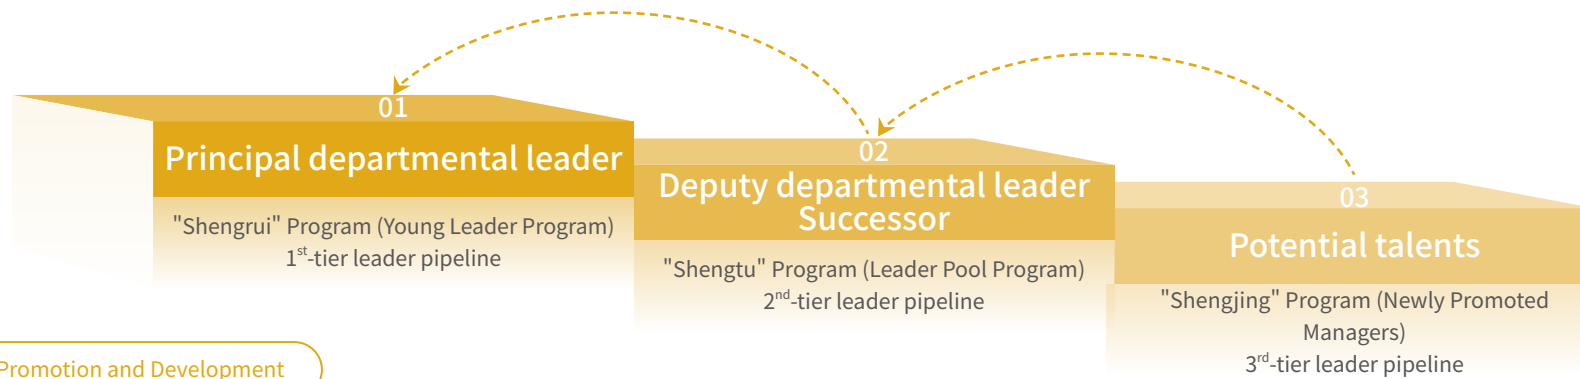 01
Principal departmental leader
"Shengrui" Program (Young Leader Program)
1st-tier leader pipeline
02
Deputy departmental leader
Successor
"Shengtu" Program (Leader Pool Program)
2nd-tier leader pipeline
03
Potential talents
"Shengjing" Program (Newly Promoted
Managers)
3rd-tier leader pipeline
Promotion and Development